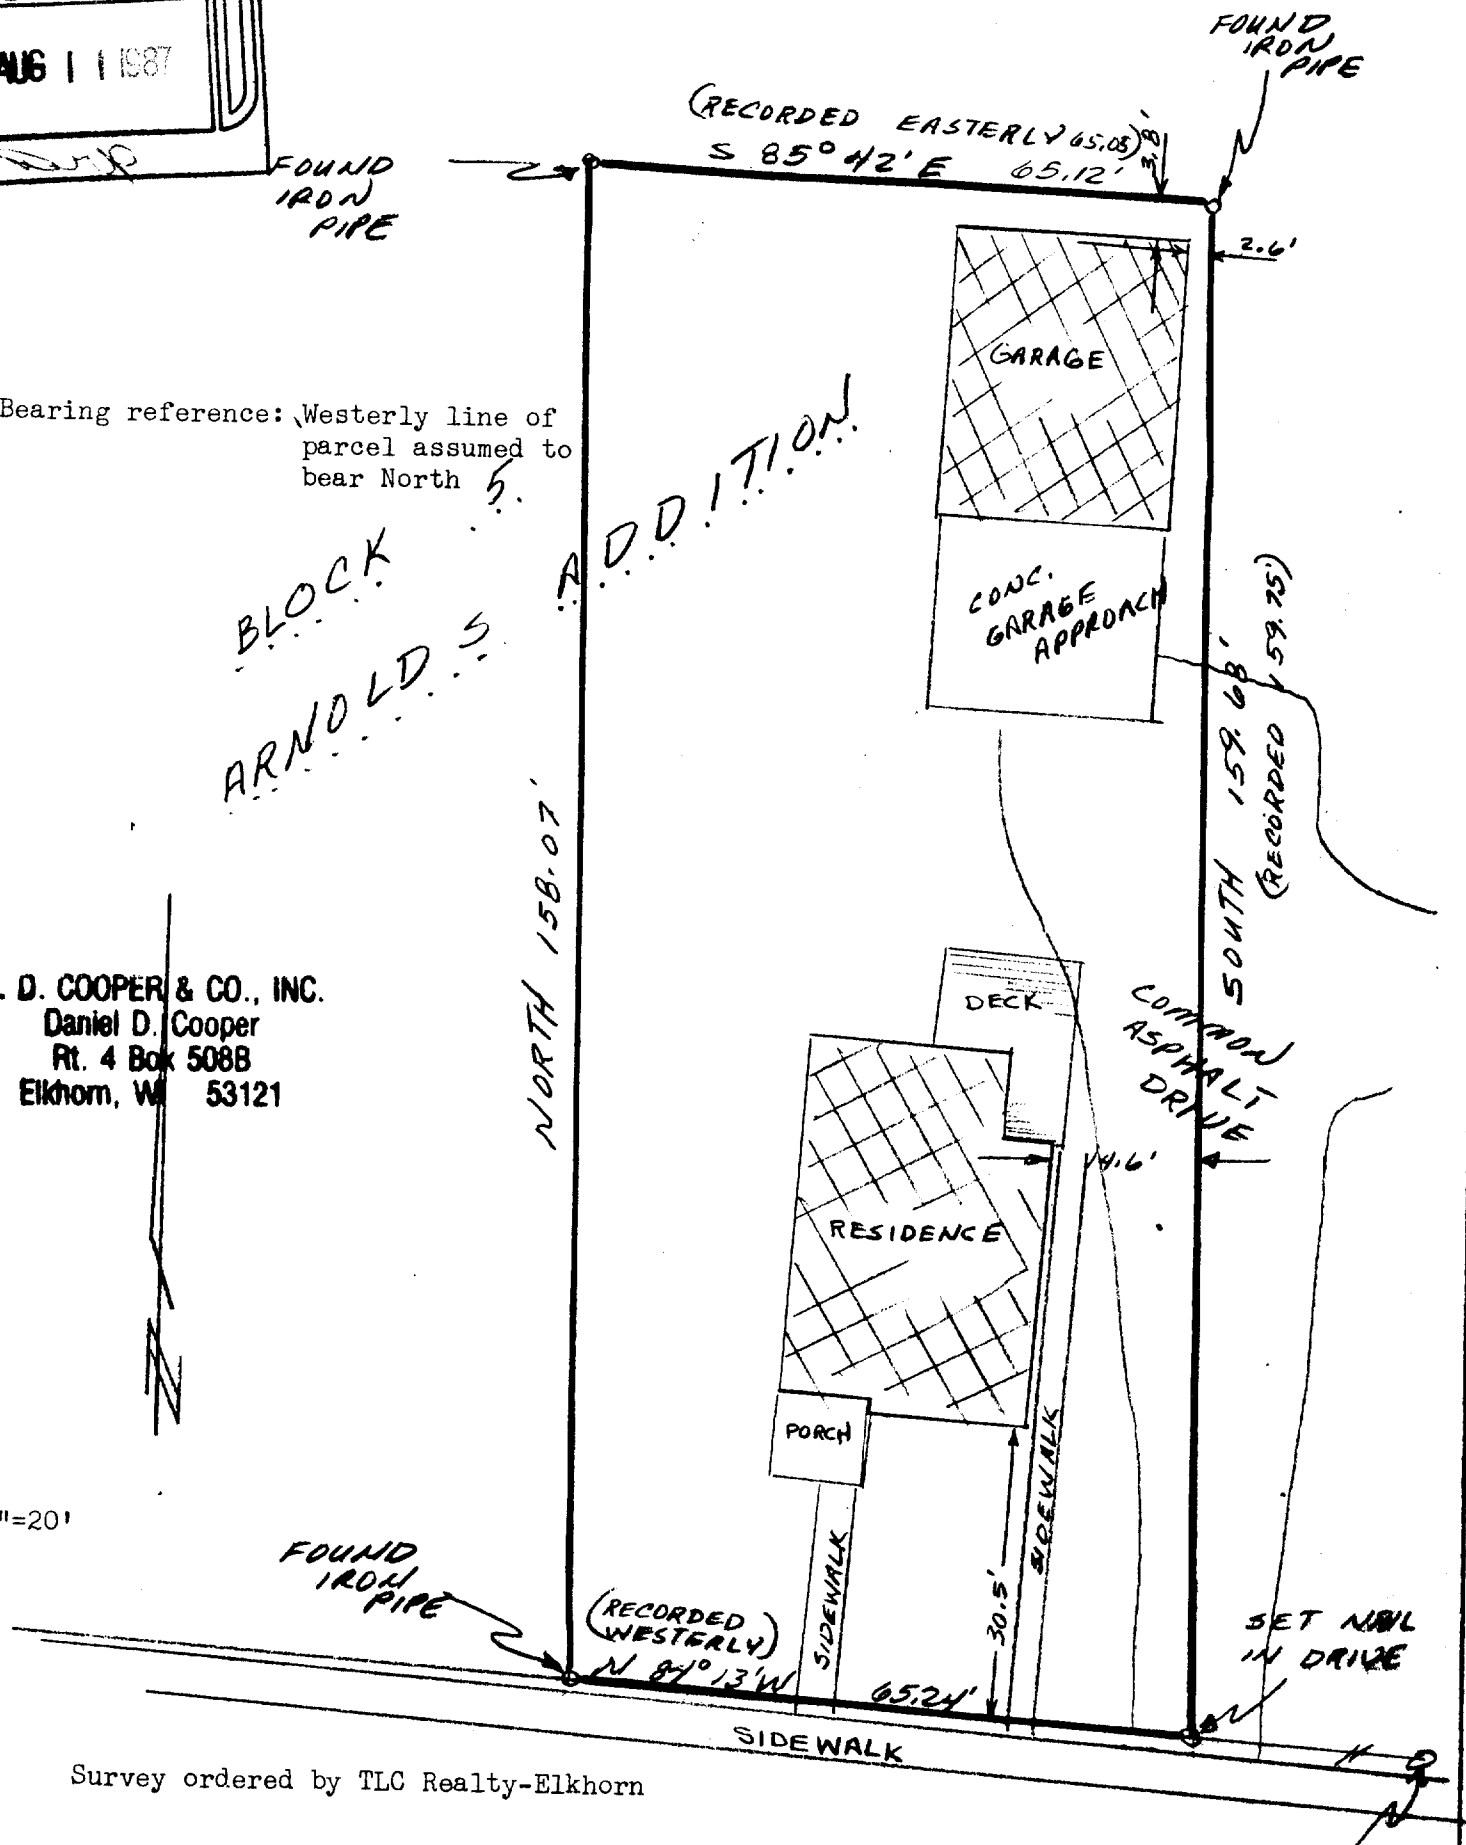 AUG 11 1987
FOUND
IRON
PIPE
(RECORDED EASTERLY 65.05)
S 85° 42' E 65.12'
3.8'
FOUND
IRON
PIPE
2.6'
GARAGE
Bearing reference: Westerly line of
parcel assumed to
bear North
BLOCK 5.
ARNOLDS ADDITION
CONC.
GARAGE
APPROACH
SOUTH 159.68'
(RECORDED 159.75')
NORTH 158.07'
. D. COOPER & CO., INC.
Daniel D. Cooper
Rt. 4 Box 508B
Elkhorn, WI 53121
N
DECK
COMMON
ASPHALT
DRIVE
14.6'
RESIDENCE
PORCH
SIDEWALK
SIDEWALK
30.5'
"=20'
FOUND
IRON
PIPE
(RECORDED
WESTERLY)
N 84° 13' W 65.24'
SET NAIL
IN DRIVE
SIDEWALK
Survey ordered by TLC Realty-Elkhorn